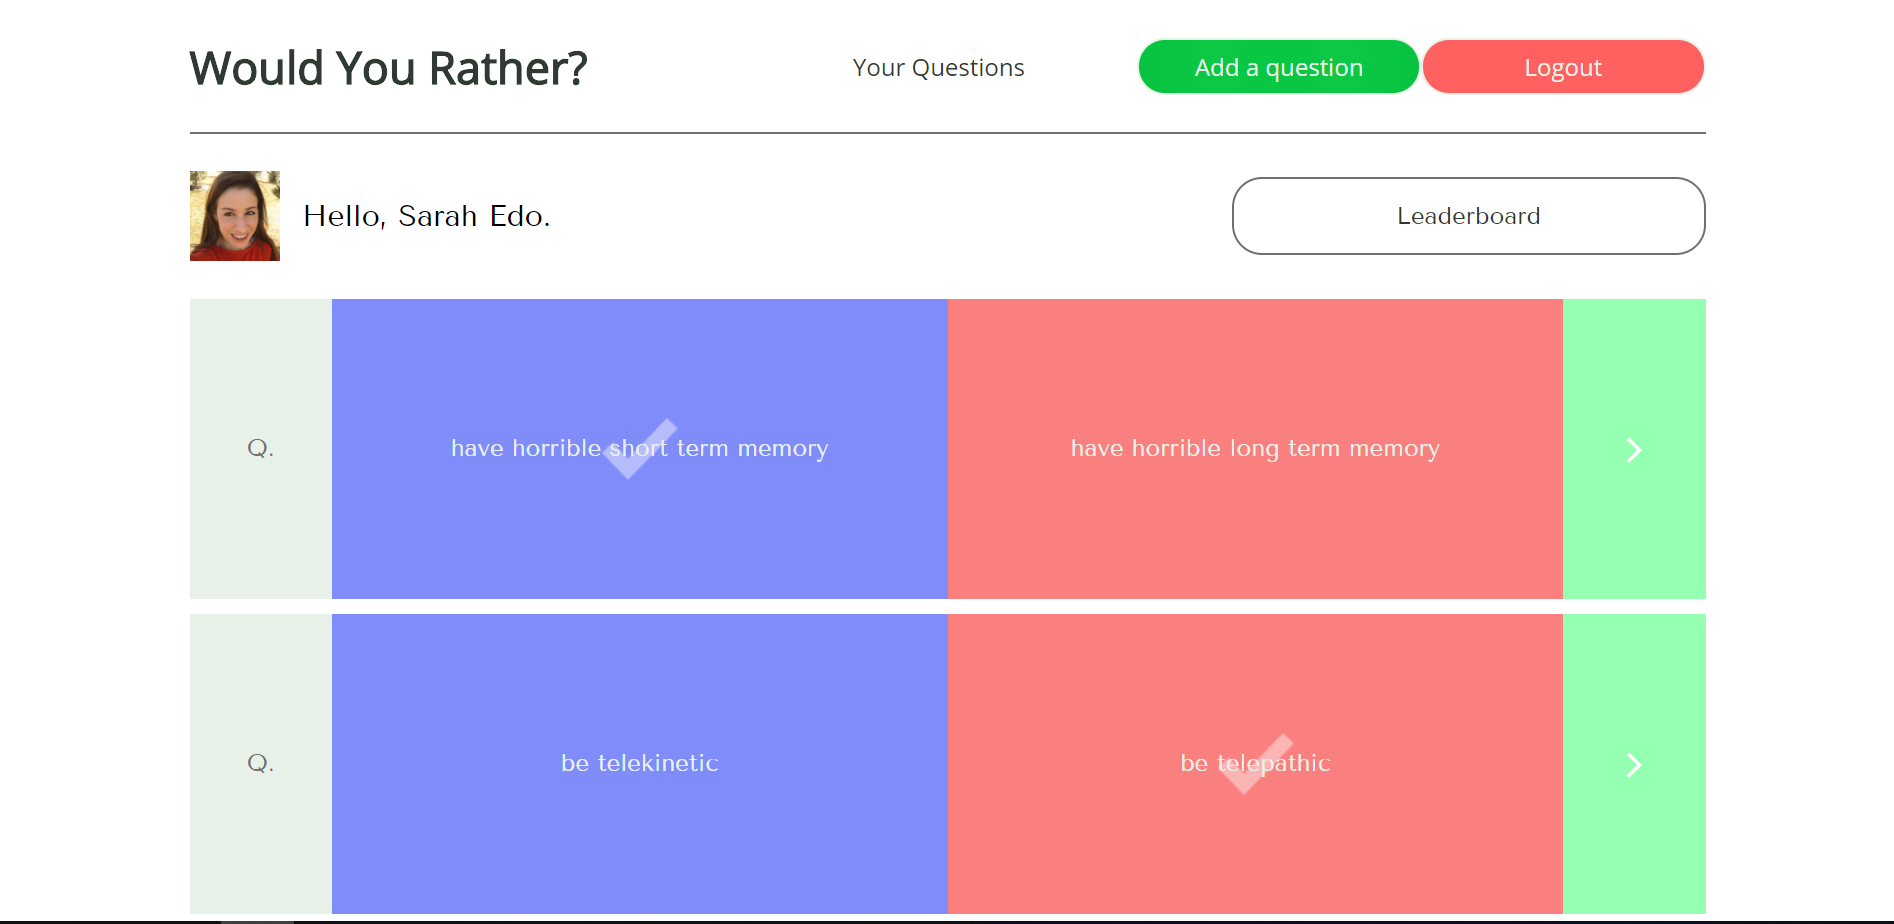 Would You Rather?
Your Questions
Add a question
Logout
Hello, Sarah Edo.
Leaderboard
Q.
have horrible short term memory
have horrible long term memory
Q.
be telekinetic
be telepathic